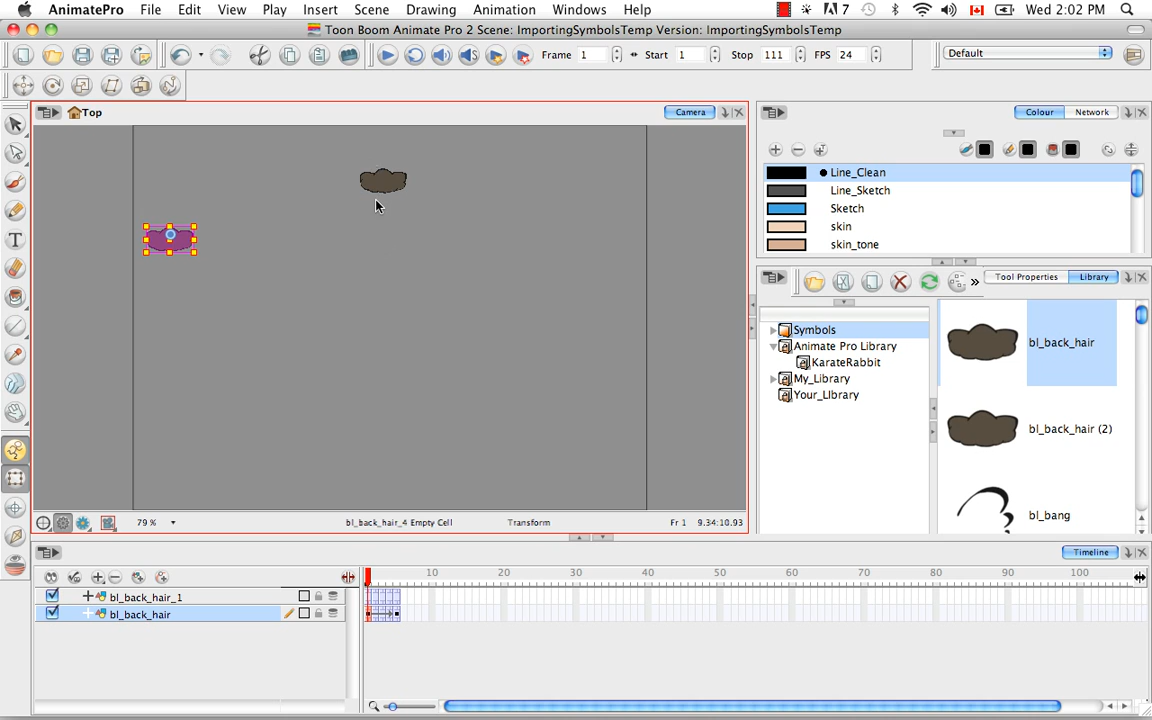 AnimatePro File Edit View Play Insert Scene Drawing Animation Windows Help 7 Wed 2:02 PM
Toon Boom Animate Pro 2 Scene: ImportingSymbolsTemp Version: ImportingSymbolsTemp
Frame 1 Start 1 Stop 111 FPS 24 Default
Top Camera Colour Network
Line_Clean
Line_Sketch
Sketch
skin
skin_tone
T
2
» Tool Properties Library
Symbols
Animate Pro Library
KarateRabbit
My_Library
Your_LIbrary
bl_back_hair
bl_back_hair (2)
bl_bang
79 % bl_back_hair_4 Empty Cell Transform Fr 1 9.34:10.93
Timeline
10 20 30 40 50 60 70 80 90 100
bl_back_hair_1
bl_back_hair